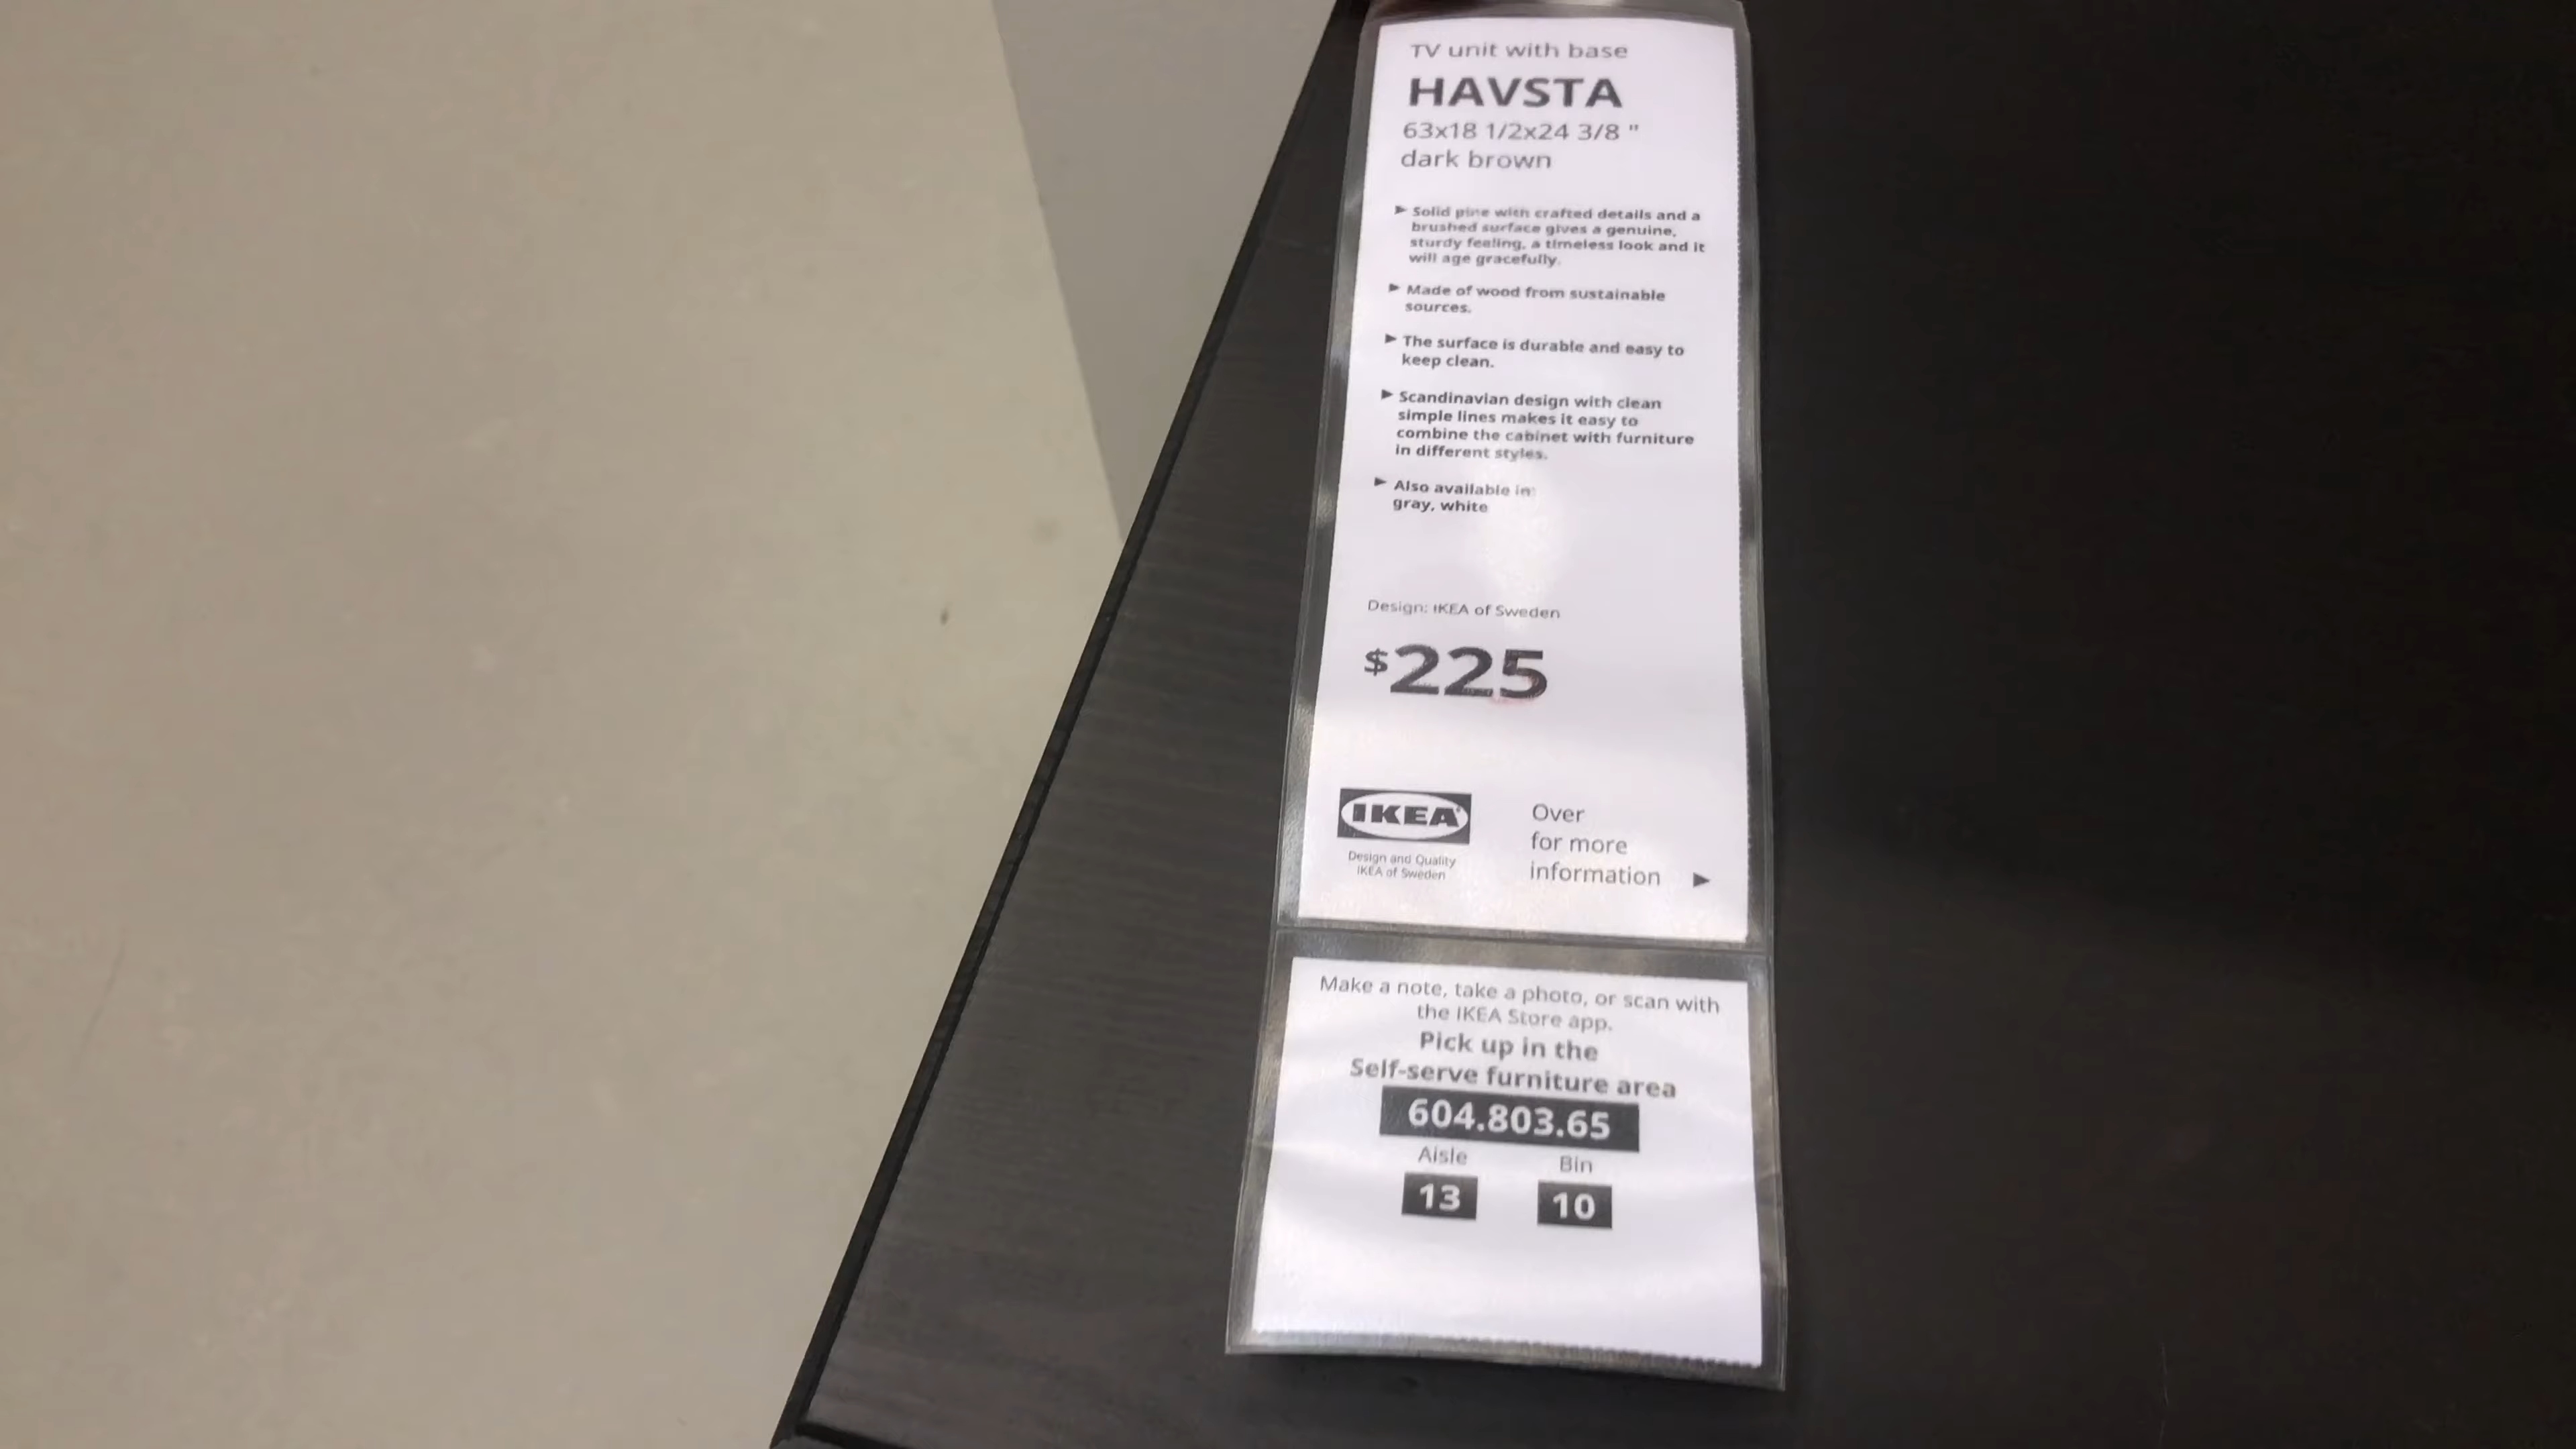 TV unit with base
HAVSTA
63x18 1/2x24 3/8 "
dark brown
► Solid pine with crafted details and a
brushed surface gives a genuine,
sturdy feeling, a timeless look and it
will age gracefully.
► Made of wood from sustainable
sources.
► The surface is durable and easy to
keep clean.
► Scandinavian design with clean
simple lines makes it easy to
combine the cabinet with furniture
in different styles.
► Also available in:
gray, white
Design: IKEA of Sweden
$225
IKEA®
Design and Quality
IKEA of Sweden
Over
for more
information ►
Make a note, take a photo, or scan with
the IKEA Store app.
Pick up in the
Self-serve furniture area
604.803.65
Aisle Bin
13 10